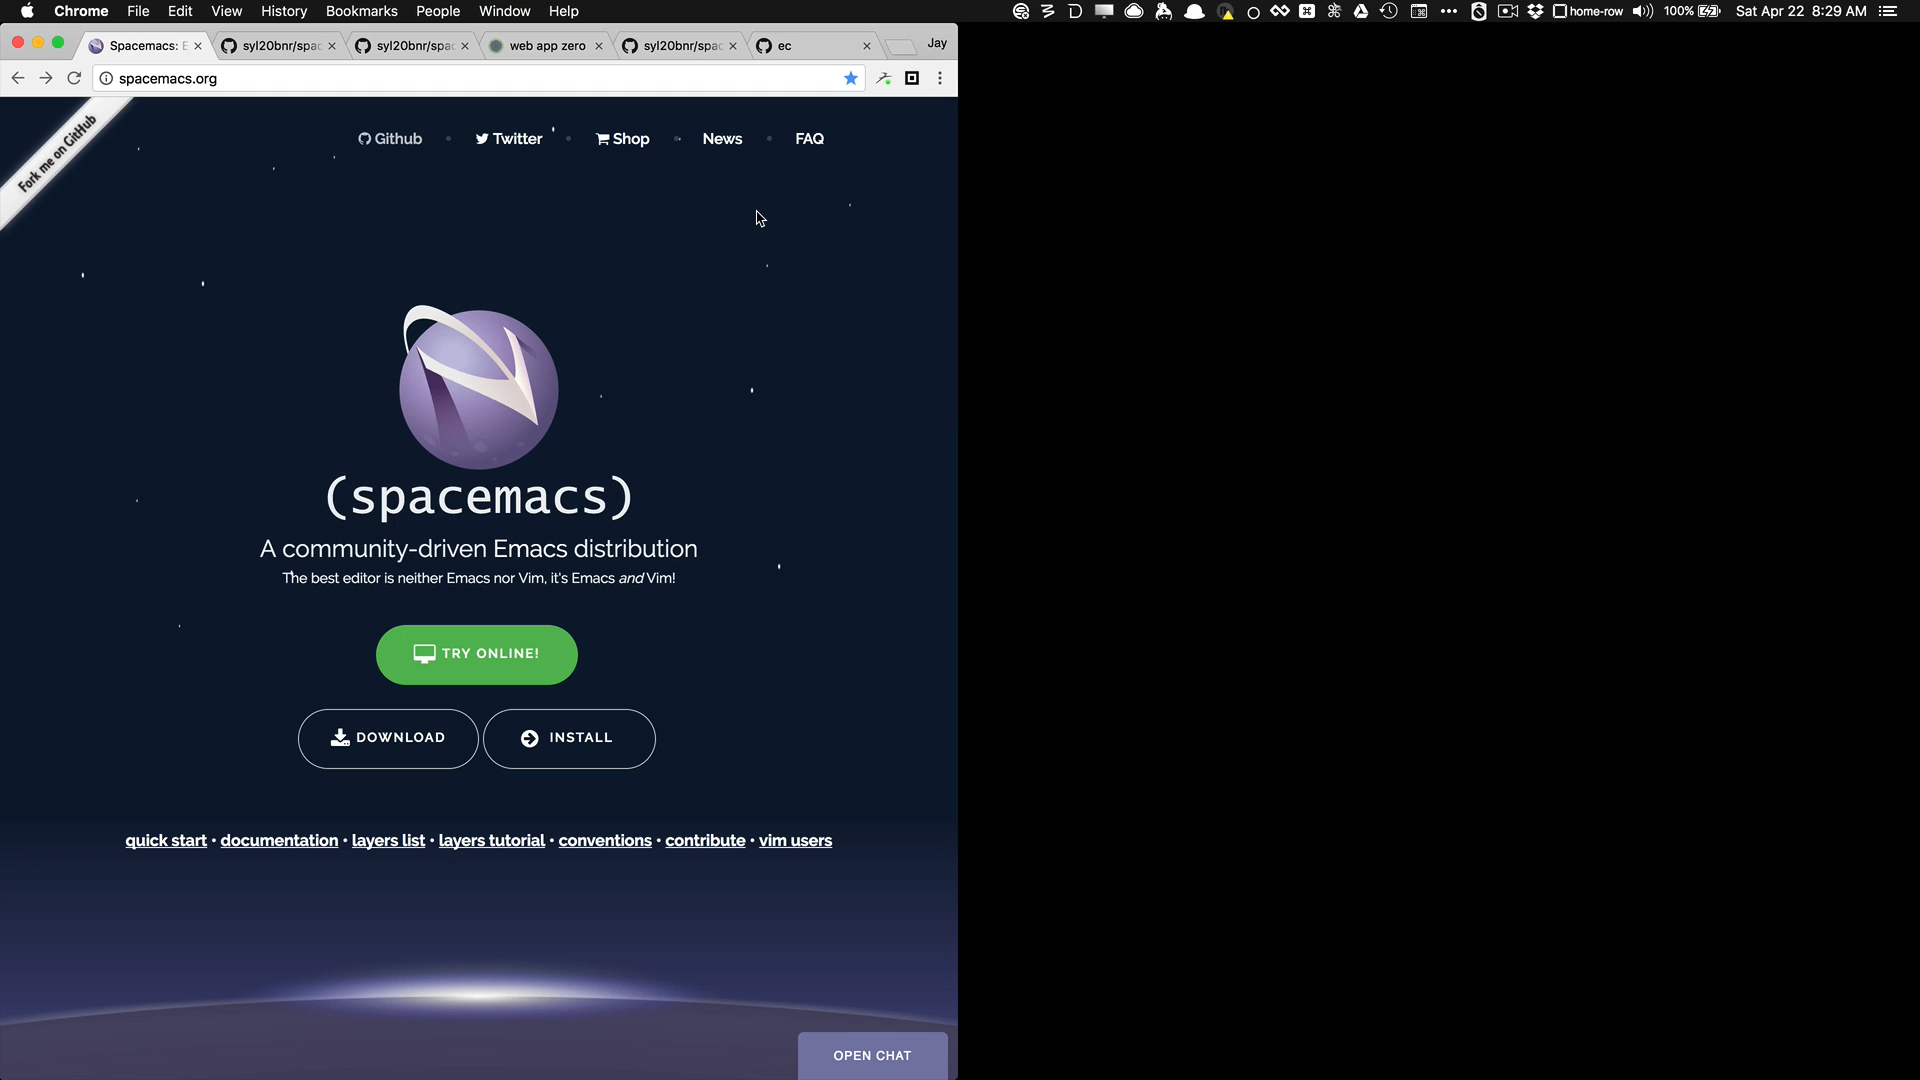 Chrome File Edit View History Bookmarks People Window Help
home-row 100% Sat Apr 22 8:29 AM
Spacemacs: E syl20bnr/spac syl20bnr/spac web app zero syl20bnr/spac ec Jay
spacemacs.org
Fork me on GitHub
Github • Twitter • Shop • News • FAQ
(spacemacs)
A community-driven Emacs distribution
The best editor is neither Emacs nor Vim, it's Emacs and Vim!
TRY ONLINE!
DOWNLOAD INSTALL
quick start • documentation • layers list • layers tutorial • conventions • contribute • vim users
OPEN CHAT